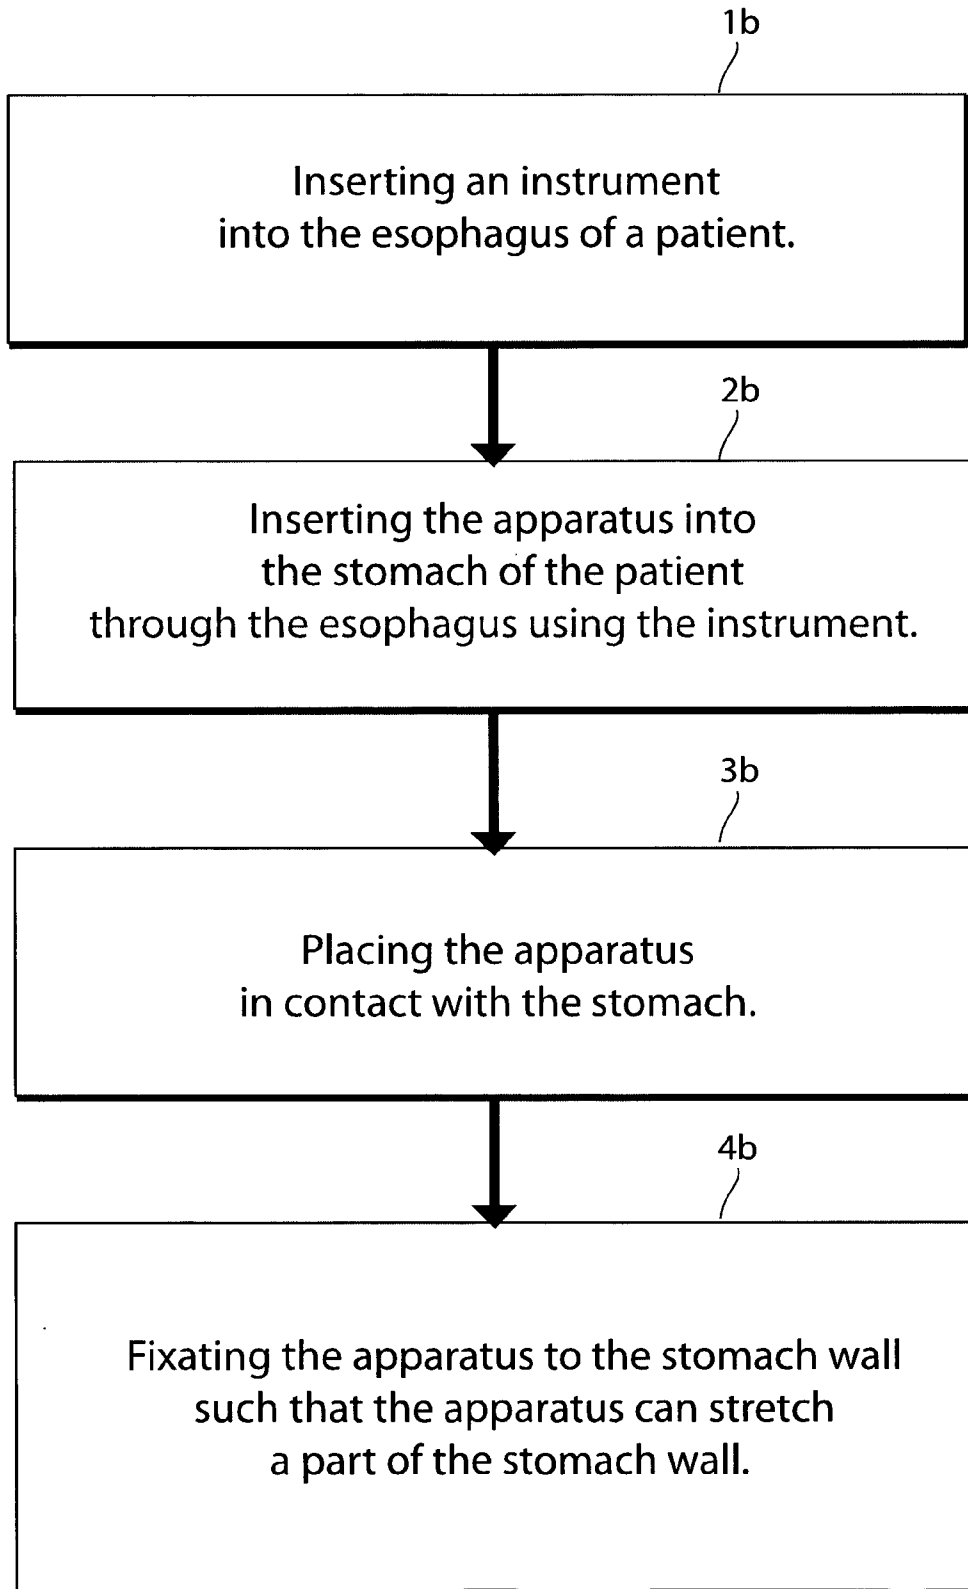 1b
Inserting an instrument
into the esophagus of a patient.
2b
Inserting the apparatus into
the stomach of the patient
through the esophagus using the instrument.
3b
Placing the apparatus
in contact with the stomach.
4b
Fixating the apparatus to the stomach wall
such that the apparatus can stretch
a part of the stomach wall.